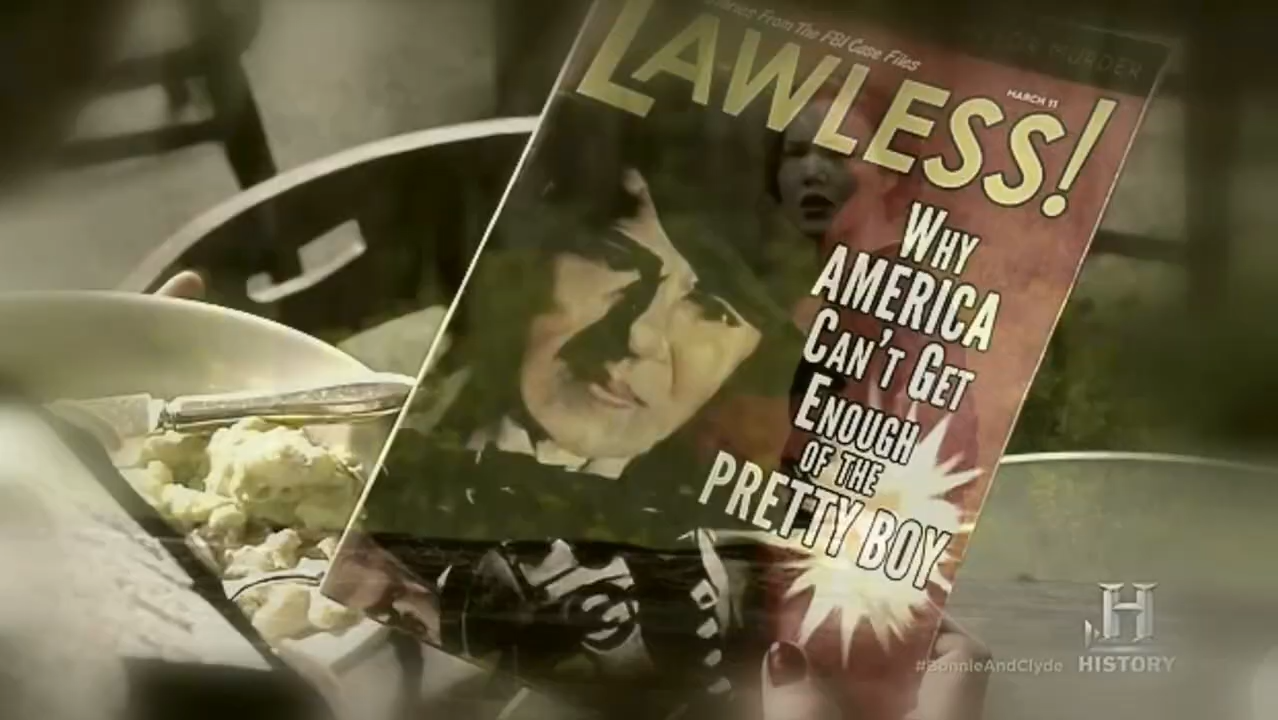 From The FBI Case Files
MURDER
LAWLESS!
MARCH 11
WHY
AMERICA
CAN'T GET
ENOUGH
OF THE
PRETTY BOY
#BonnieAndClyde
H
HISTORY